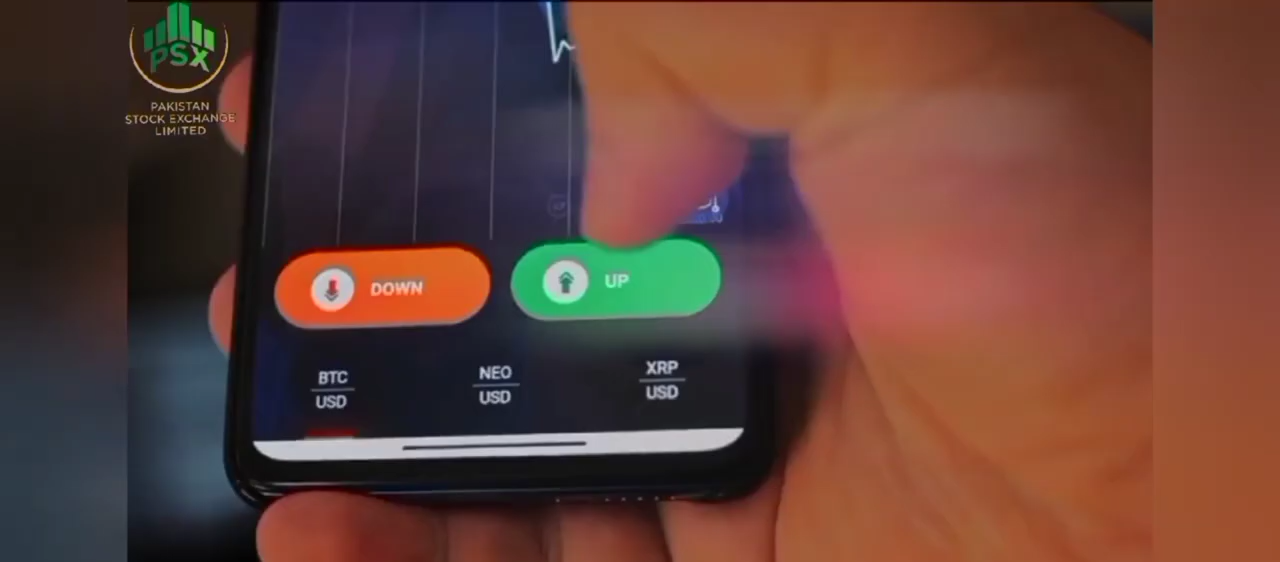 PSX
PAKISTAN
STOCK EXCHANGE
LIMITED
DOWN
UP
BTC
USD
NEO
USD
XRP
USD